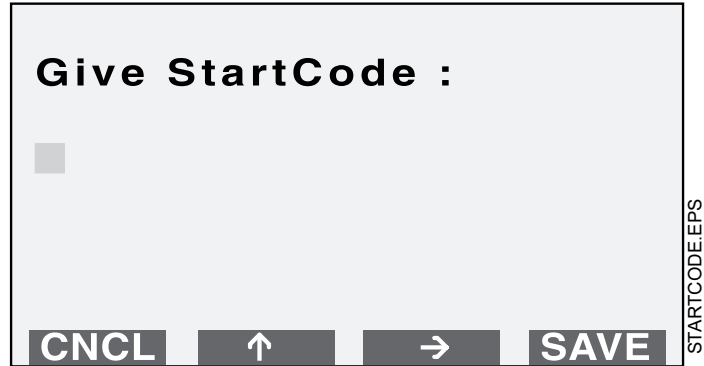 Give StartCode :
CNCL ↑ → SAVE
STARTCODE.EPS